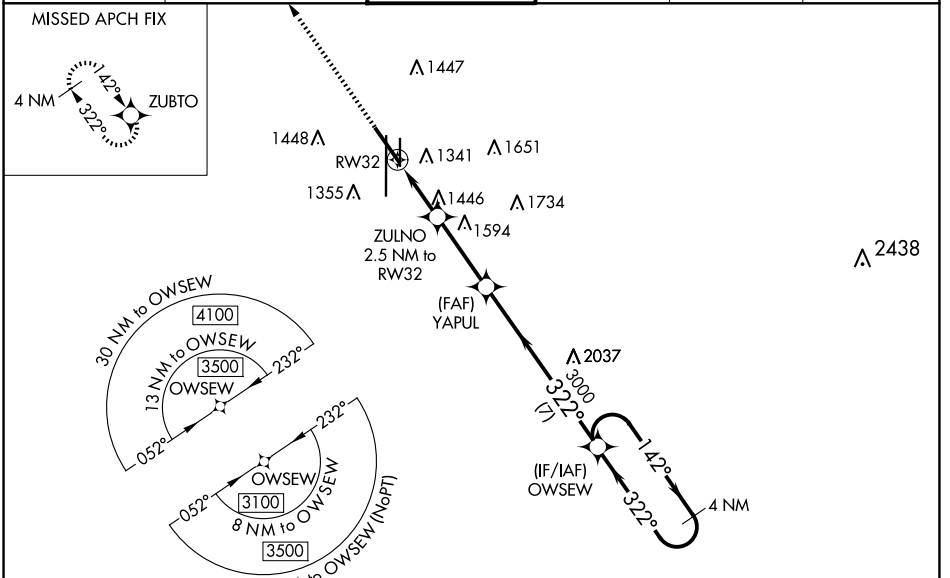 MISSED APCH FIX
142°
4 NM
ZUBTO
322°
1447
1448
RW32
1341
1651
1355
1446
1734
ZULNO
2.5 NM to
RW32
1594
2438
(FAF)
YAPUL
30 NM to OWSEW
4100
13 NM to OWSEW
3500
232°
OWSEW
052°
2037
3000
322°
(7)
232°
OWSEW
052°
3100
8 NM to OWSEW
3500
to OWSEW (NoPT)
(IF/IAF)
OWSEW
142°
322°
4 NM